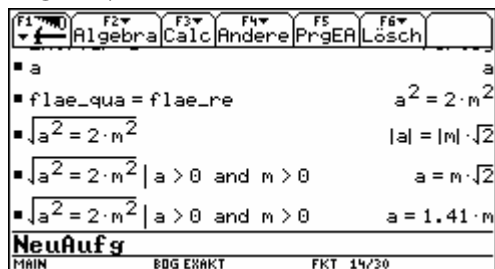 F1 F2 F3 F4 F5 F6
Algebra Calc Andere PrgEA Lösch
a a
flae_qua = flae_re a² = 2·m²
√a² = 2·m² |a| = |m|·√2
√a² = 2·m² | a > 0 and m > 0 a = m·√2
√a² = 2·m² | a > 0 and m > 0 a = 1.41·m
NeuAufg
MAIN BOG EXAKT FKT 14/30